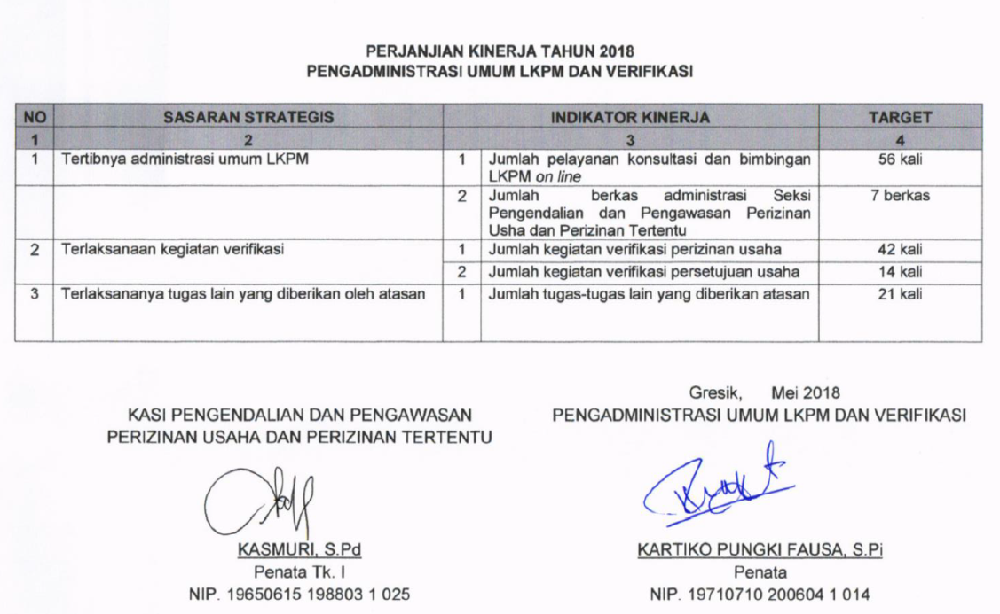 PERJANJIAN KINERJA TAHUN 2018
PENGADMINISTRASI UMUM LKPM DAN VERIFIKASI
NO SASARAN STRATEGIS INDIKATOR KINERJA TARGET
1 2 3 4
1 Tertibnya administrasi umum LKPM 1 Jumlah pelayanan konsultasi dan bimbingan 56 kali
LKPM on line
2 Jumlah berkas administrasi Seksi 7 berkas
Pengendalian dan Pengawasan Perizinan
Usha dan Perizinan Tertentu
2 Terlaksanaan kegiatan verifikasi 1 Jumlah kegiatan verifikasi perizinan usaha 42 kali
2 Jumlah kegiatan verifikasi persetujuan usaha 14 kali
3 Terlaksananya tugas lain yang diberikan oleh atasan 1 Jumlah tugas-tugas lain yang diberikan atasan 21 kali
Gresik, Mei 2018
KASI PENGENDALIAN DAN PENGAWASAN
PERIZINAN USAHA DAN PERIZINAN TERTENTU
PENGADMINISTRASI UMUM LKPM DAN VERIFIKASI
KASMURI, S.Pd
Penata Tk. I
NIP. 19650615 198803 1 025
KARTIKO PUNGKI FAUSA, S.Pi
Penata
NIP. 19710710 200604 1 014